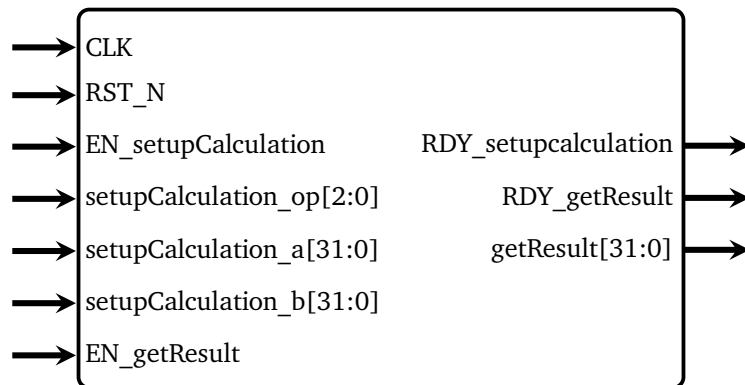 CLK
RST_N
EN_setupCalculation
RDY_setupcalculation
setupCalculation_op[2:0]
RDY_getResult
setupCalculation_a[31:0]
getResult[31:0]
setupCalculation_b[31:0]
EN_getResult